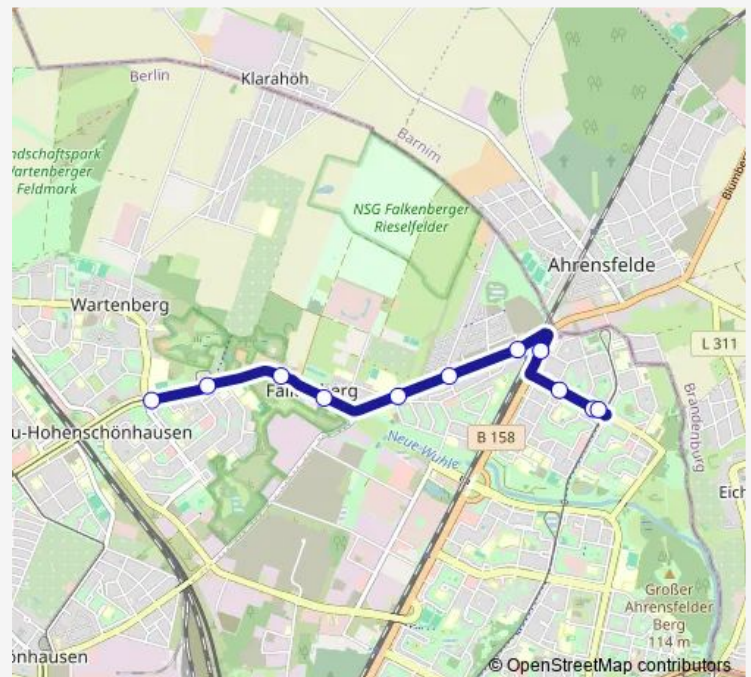 Berlin
Klarahöh
Barnim
ndschaftspark
Wartenberger
Feldmark
NSG Falkenberger
Rieselfelder
Blumber
Ahrensfelde
Wartenberg
L 311
Falkenberg
Brandenburg
u-Hohenschönhausen
B 158
Neue-Wuhle
Eich
Großer
Ahrensfelder
Berg
114 m
önhausen
© OpenStreetMap contributors